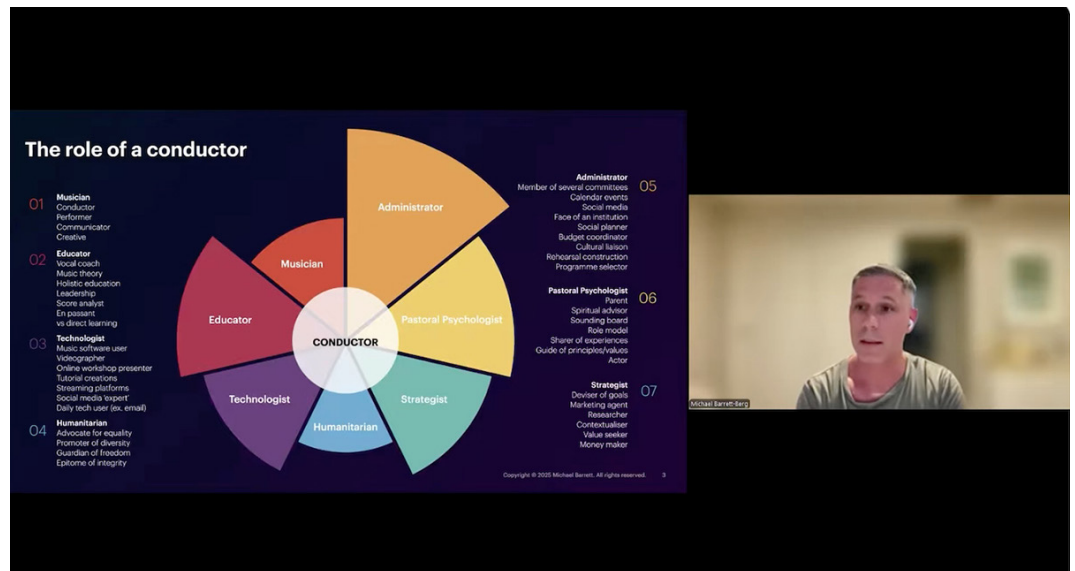 The role of a conductor
01
Musician
Conductor
Performer
Communicator
Creative
02
Educator
Vocal coach
Music theory
Holistic education
Leadership
Score analyst
En passant
vs direct learning
03
Technologist
Music software user
Videographer
Online workshop presenter
Tutorial creations
Streaming platforms
Social media 'expert'
Daily tech user (ex. email)
04
Humanitarian
Advocate for equality
Promoter of diversity
Guardian of freedom
Epitome of integrity
Administrator
Musician
Educator
Pastoral Psychologist
CONDUCTOR
Technologist
Strategist
Humanitarian
05
Administrator
Member of several committees
Calendar events
Social media
Face of an institution
Social planner
Budget coordinator
Cultural liaison
Rehearsal construction
Programme selector
06
Pastoral Psychologist
Parent
Spiritual advisor
Sounding board
Role model
Sharer of experiences
Guide of principles/values
Actor
07
Strategist
Deviser of goals
Marketing agent
Researcher
Contextualiser
Value seeker
Money maker
Copyright © 2025 Michael Barrett. All rights reserved. 3
Michael Barrett-Berg